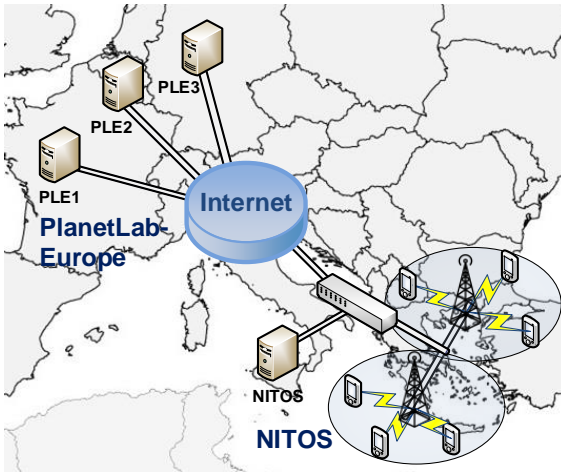 PLE3
PLE2
PLE1
Internet
PlanetLab-
Europe
NITOS
NITOS